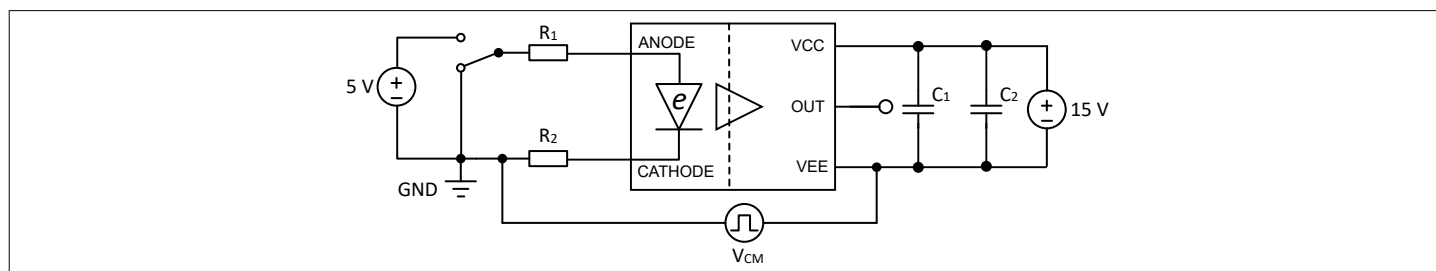 R1
ANODE
VCC
5 V
e
OUT
C1
C2
15 V
R2
CATHODE
VEE
GND
VCM